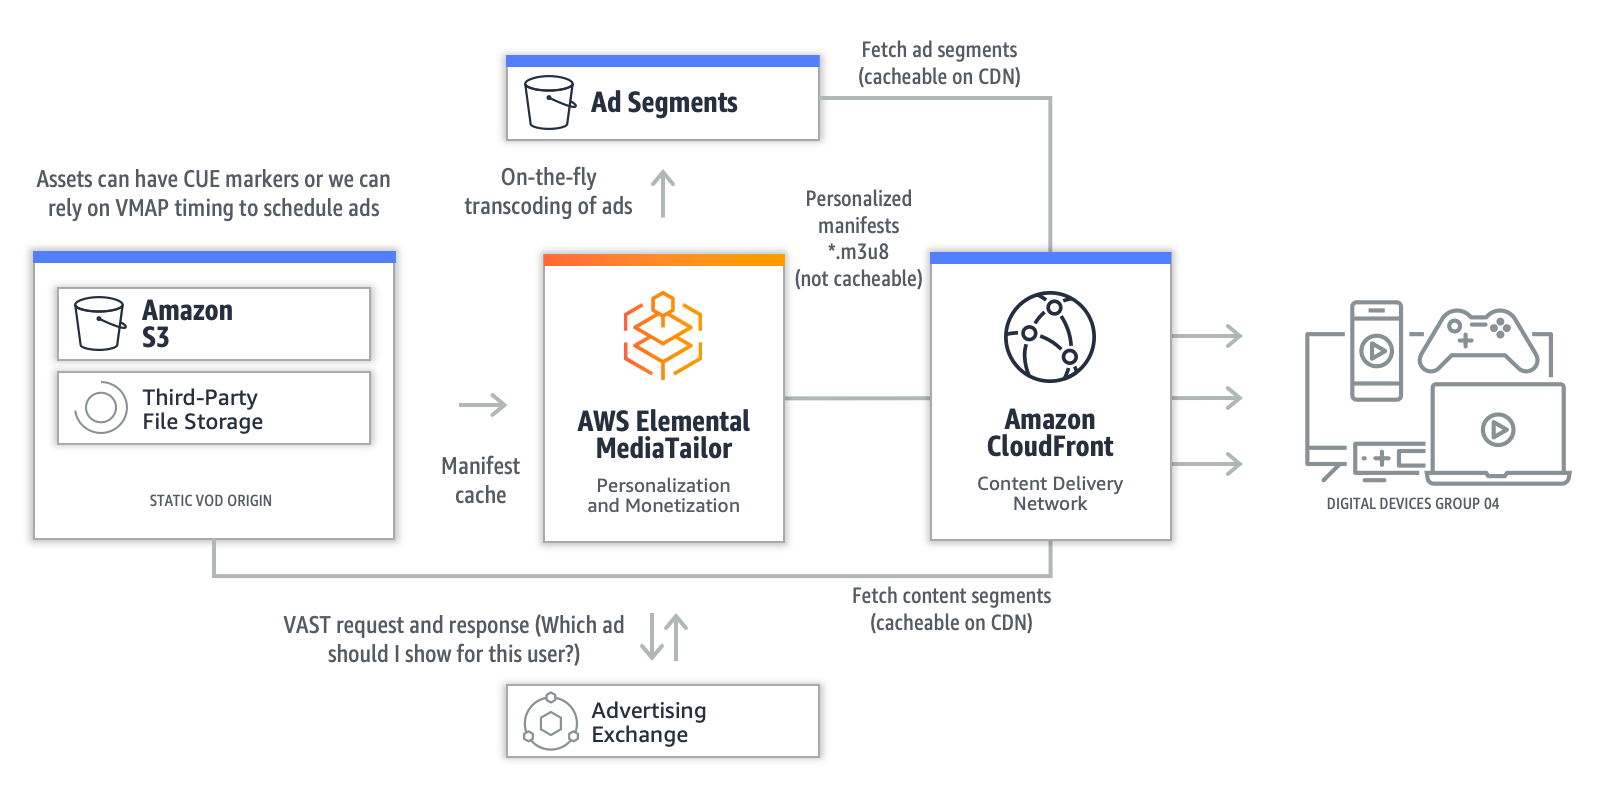 Fetch ad segments
(cacheable on CDN)
Ad Segments
Assets can have CUE markers or we can
rely on VMAP timing to schedule ads
On-the-fly
transcoding of ads
Personalized
manifests
*.m3u8
(not cacheable)
Amazon
S3
Third-Party
File Storage
STATIC VOD ORIGIN
Manifest
cache
AWS Elemental
MediaTailor
Personalization
and Monetization
Amazon
CloudFront
Content Delivery
Network
DIGITAL DEVICES GROUP 04
Fetch content segments
(cacheable on CDN)
VAST request and response (Which ad
should I show for this user?)
Advertising
Exchange